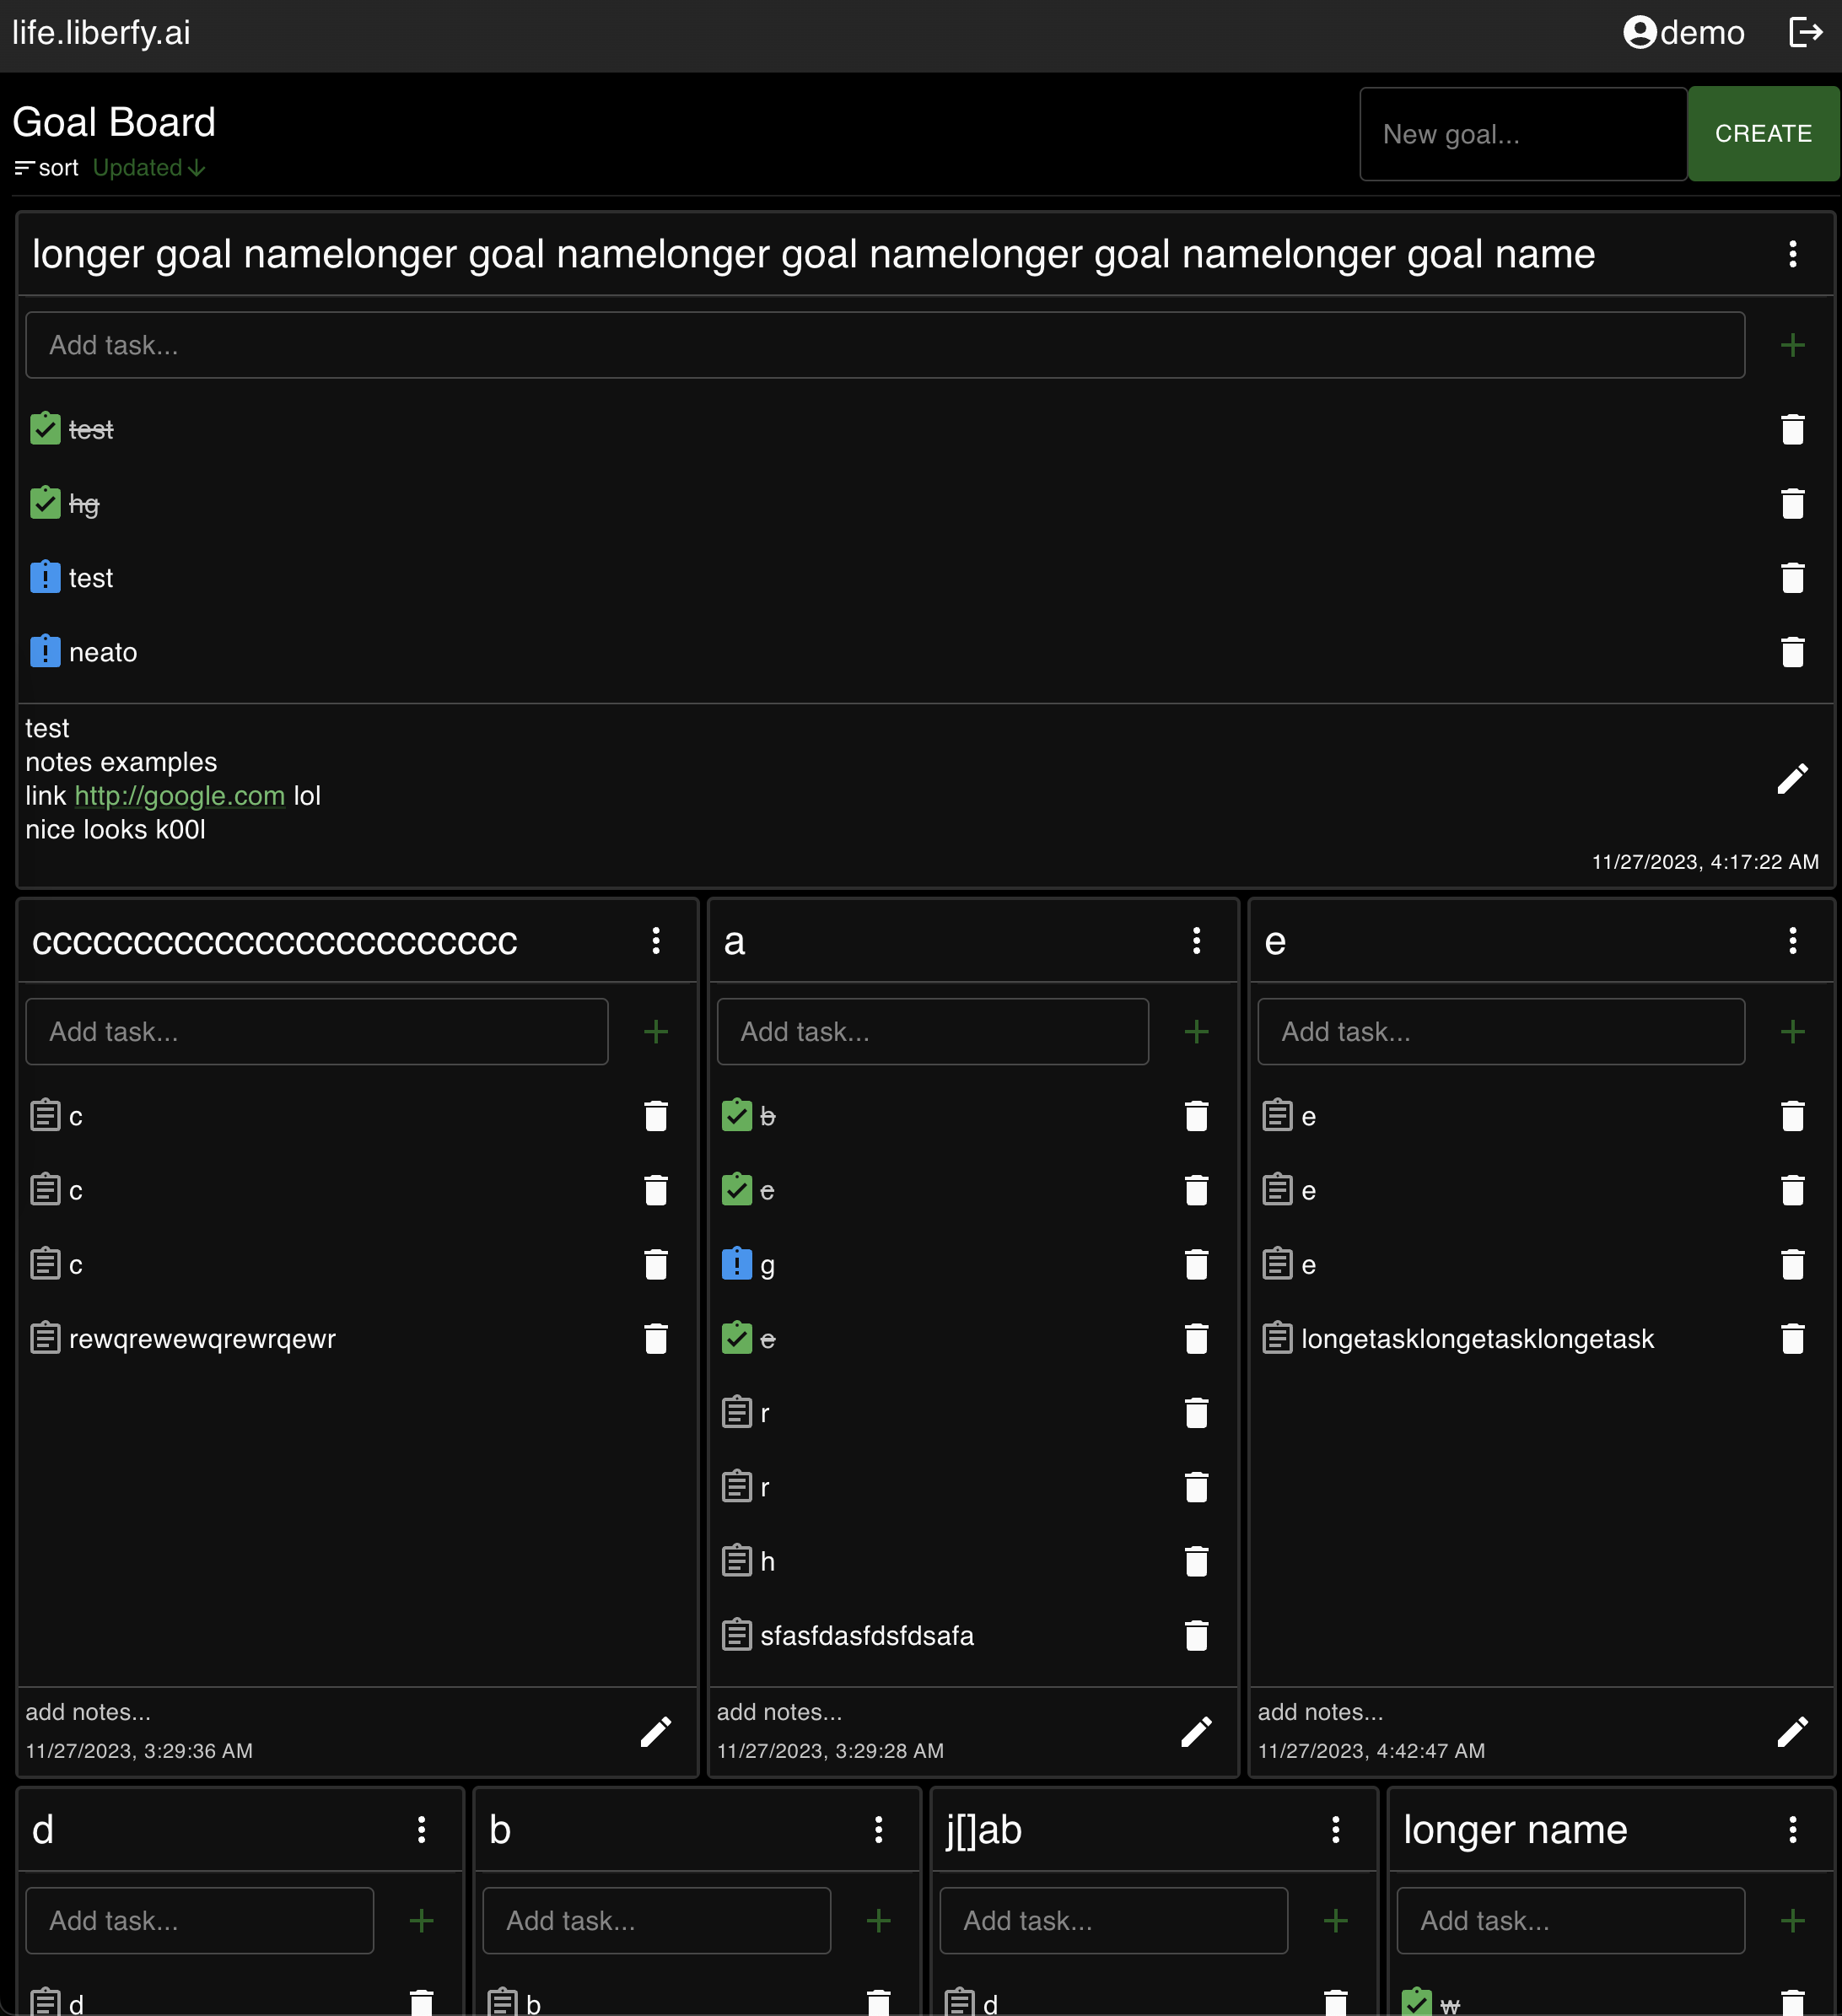 life.liberfy.ai
demo
Goal Board
sort Updated
New goal...
CREATE
longer goal namelonger goal namelonger goal namelonger goal namelonger goal name
Add task...
test
hg
test
neato
test
notes examples
link http://google.com lol
nice looks k00l
11/27/2023, 4:17:22 AM
cccccccccccccccccccccccc
Add task...
c
c
c
rewqrewewqrewrqewr
add notes...
11/27/2023, 3:29:36 AM
a
Add task...
b
e
g
e
r
r
h
sfasfdasfdsfdsafa
add notes...
11/27/2023, 3:29:28 AM
e
Add task...
e
e
e
longetasklongetasklongetask
add notes...
11/27/2023, 4:42:47 AM
d
Add task...
d
b
Add task...
b
j[]ab
Add task...
d
longer name
Add task...
w